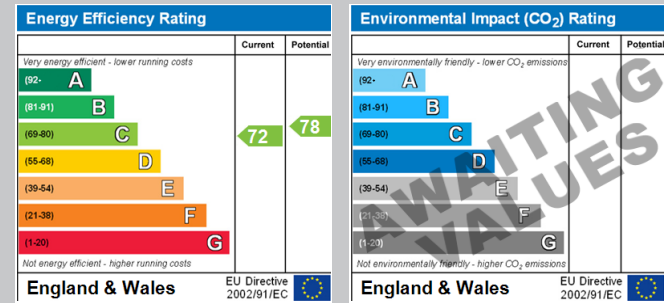 Energy Efficiency Rating
Current Potential
Very energy efficient - lower running costs
(92- A
(81-91) B
(69-80) C
72
78
(55-68) D
(39-54) E
(21-38) F
(1-20) G
Not energy efficient - higher running costs
England & Wales
EU Directive
2002/91/EC
Environmental Impact (CO2) Rating
Current Potential
Very environmentally friendly - lower CO2 emissions
(92- A
(81-91) B
(69-80) C
(55-68) D
(39-54) E
(21-38) F
(1-20) G
AWAITING
VALUES
Not environmentally friendly - higher CO2 emissions
England & Wales
EU Directive
2002/91/EC